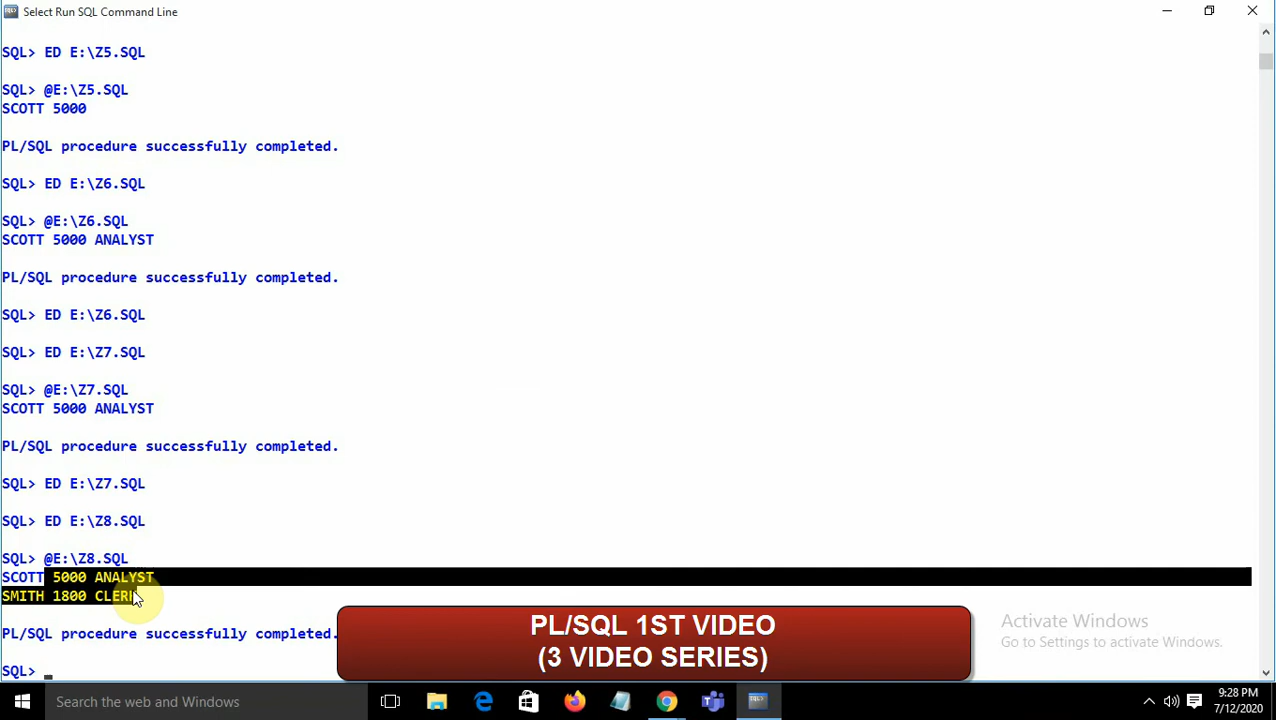 Select Run SQL Command Line
SQL> ED E:\Z5.SQL
SQL> @E:\Z5.SQL
SCOTT 5000
PL/SQL procedure successfully completed.
SQL> ED E:\Z6.SQL
SQL> @E:\Z6.SQL
SCOTT 5000 ANALYST
PL/SQL procedure successfully completed.
SQL> ED E:\Z6.SQL
SQL> ED E:\Z7.SQL
SQL> @E:\Z7.SQL
SCOTT 5000 ANALYST
PL/SQL procedure successfully completed.
SQL> ED E:\Z7.SQL
SQL> ED E:\Z8.SQL
SQL> @E:\Z8.SQL
SCOTT 5000 ANALYST
SMITH 1800 CLERK
PL/SQL procedure successfully completed.
SQL>
PL/SQL 1ST VIDEO
(3 VIDEO SERIES)
Activate Windows
Go to Settings to activate Windows.
Search the web and Windows
9:28 PM
7/12/2020